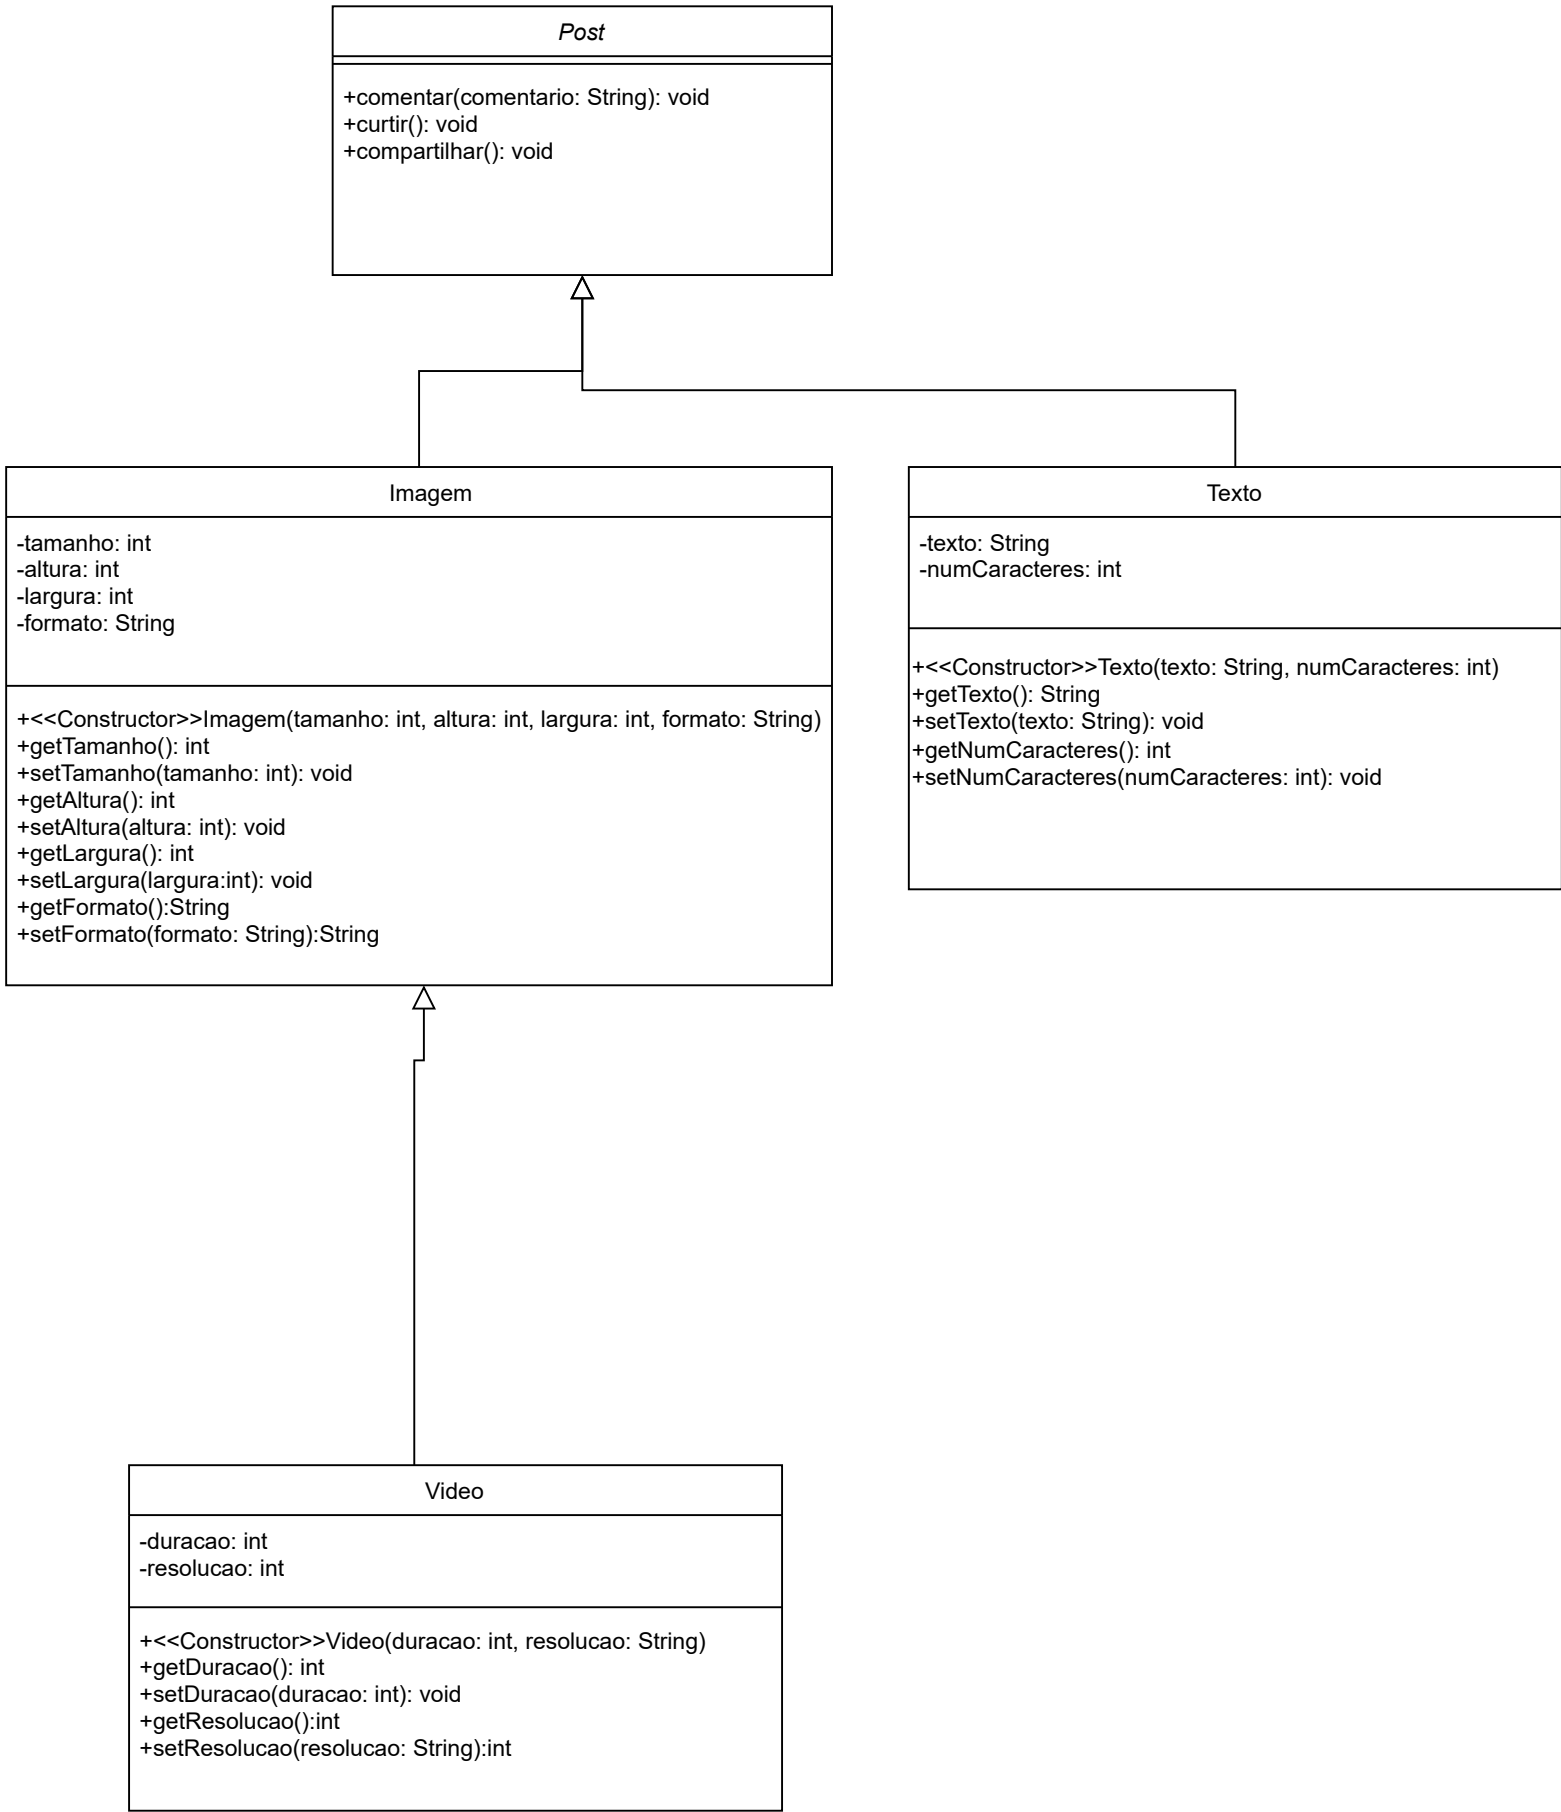 Post
+comentar(comentario: String): void
+curtir(): void
+compartilhar(): void
Imagem
-tamanho: int
-altura: int
-largura: int
-formato: String
+<<Constructor>>Imagem(tamanho: int, altura: int, largura: int, formato: String)
+getTamanho(): int
+setTamanho(tamanho: int): void
+getAltura(): int
+setAltura(altura: int): void
+getLargura(): int
+setLargura(largura:int): void
+getFormato():String
+setFormato(formato: String):String
Texto
-texto: String
-numCaracteres: int
+<<Constructor>>Texto(texto: String, numCaracteres: int)
+getTexto(): String
+setTexto(texto: String): void
+getNumCaracteres(): int
+setNumCaracteres(numCaracteres: int): void
Video
-duracao: int
-resolucao: int
+<<Constructor>>Video(duracao: int, resolucao: String)
+getDuracao(): int
+setDuracao(duracao: int): void
+getResolucao():int
+setResolucao(resolucao: String):int